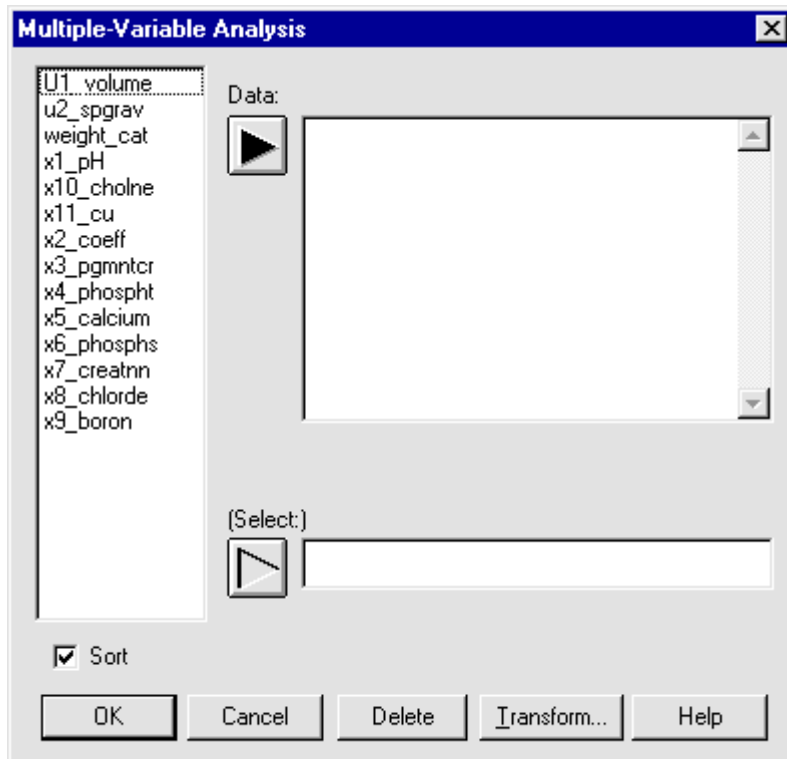 Multiple-Variable Analysis
U1_volume
u2_spgrav
weight_cat
x1_pH
x10_cholne
x11_cu
x2_coeff
x3_pgmntcr
x4_phospht
x5_calcium
x6_phosphs
x7_creatnn
x8_chlorde
x9_boron
Data:
(Select:)
Sort
OK
Cancel
Delete
Transform...
Help